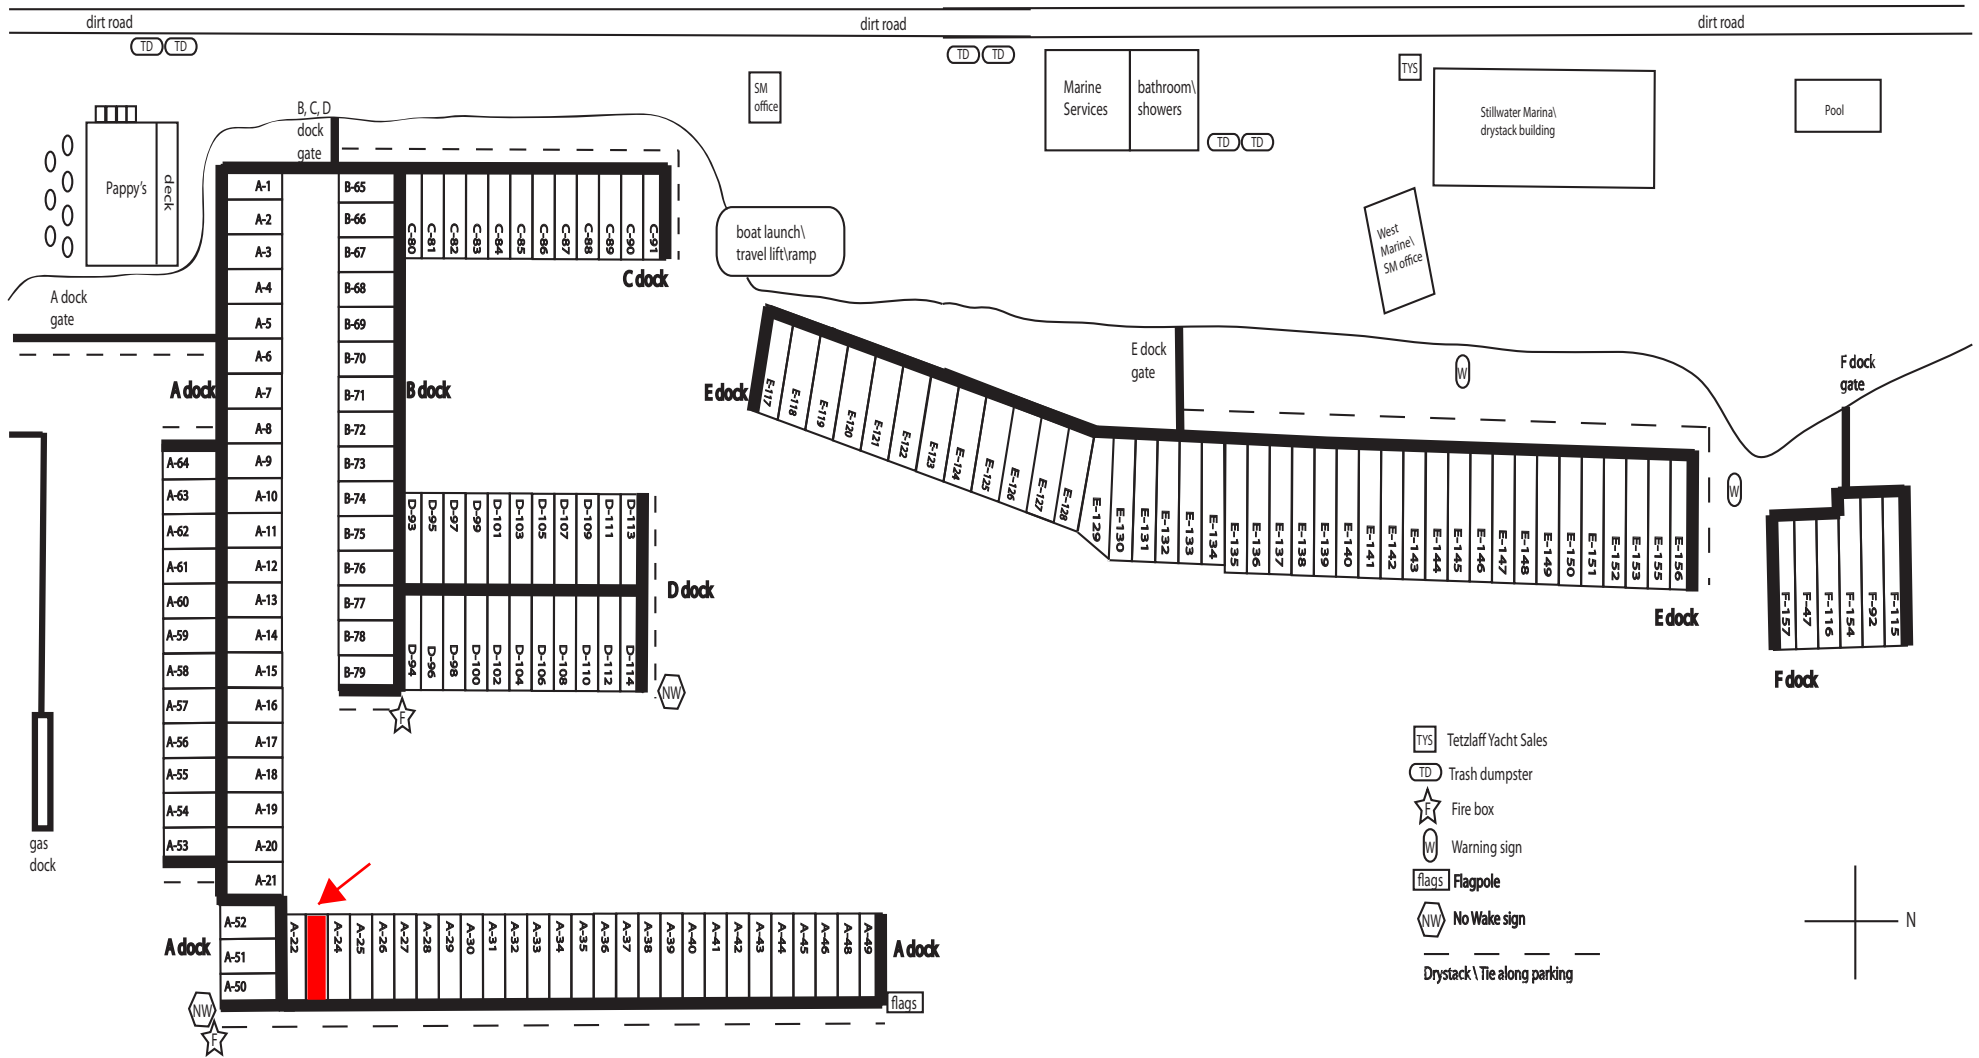 dirt road
dirt road
dirt road
TD
TD
TD
TD
TYS
SM
office
Marine
Services
bathroom\
showers
TD
TD
Stillwater Marina\
drystack building
Pool
Pappy's
deck
B, C, D
dock
gate
boat launch\
travel lift\ramp
West
Marine\
SM office
A dock
gate
A dock
B dock
C dock
D dock
E dock
E dock
gate
E dock
F dock
gate
F dock
W
W
gas
dock
A-1
A-2
A-3
A-4
A-5
A-6
A-7
A-8
A-9
A-10
A-11
A-12
A-13
A-14
A-15
A-16
A-17
A-18
A-19
A-20
A-21
A-64
A-63
A-62
A-61
A-60
A-59
A-58
A-57
A-56
A-55
A-54
A-53
B-65
B-66
B-67
B-68
B-69
B-70
B-71
B-72
B-73
B-74
B-75
B-76
B-77
B-78
B-79
C-80
C-81
C-82
C-83
C-84
C-85
C-86
C-87
C-88
C-89
C-90
C-91
D-93
D-95
D-97
D-99
D-101
D-103
D-105
D-107
D-109
D-111
D-113
D-94
D-96
D-98
D-100
D-102
D-104
D-106
D-108
D-110
D-112
D-114
NW
F
E-117
E-118
E-119
E-120
E-121
E-122
E-123
E-124
E-125
E-126
E-127
E-128
E-129
E-130
E-131
E-132
E-133
E-134
E-135
E-136
E-137
E-138
E-139
E-140
E-141
E-142
E-143
E-144
E-145
E-146
E-147
E-148
E-149
E-150
E-151
E-152
E-153
E-155
E-156
F-157
F-47
F-116
F-154
F-92
F-115
A-52
A-51
A-50
A dock
A-22
A-24
A-25
A-26
A-27
A-28
A-29
A-30
A-31
A-32
A-33
A-34
A-35
A-36
A-37
A-38
A-39
A-40
A-41
A-42
A-43
A-44
A-45
A-46
A-48
A-49
A dock
flags
NW
F
TYS Tetzlaff Yacht Sales
TD Trash dumpster
F Fire box
W Warning sign
flags Flagpole
NW No Wake sign
Drystack \ Tie along parking
N